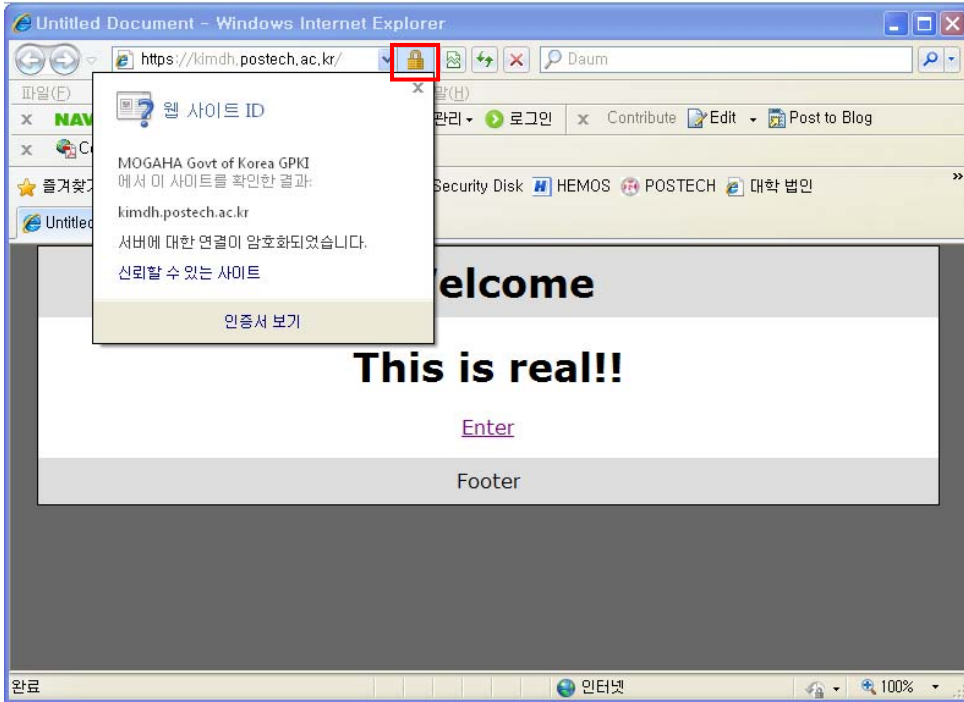 Untitled Document - Windows Internet Explorer
https://kimdh.postech.ac.kr/
Daum
파일(E)
말(H)
x NAV
관리
로그인
x Contribute
Edit
Post to Blog
x
즐겨찾
Security Disk
HEMOS
POSTECH
대학 법인
»
Untitled
x
웹 사이트 ID
MOGAHA Govt of Korea GPKI
에서 이 사이트를 확인한 결과:
kimdh.postech.ac.kr
서버에 대한 연결이 암호화되었습니다.
신뢰할 수 있는 사이트
인증서 보기
elcome
This is real!!
Enter
Footer
완료
인터넷
100%